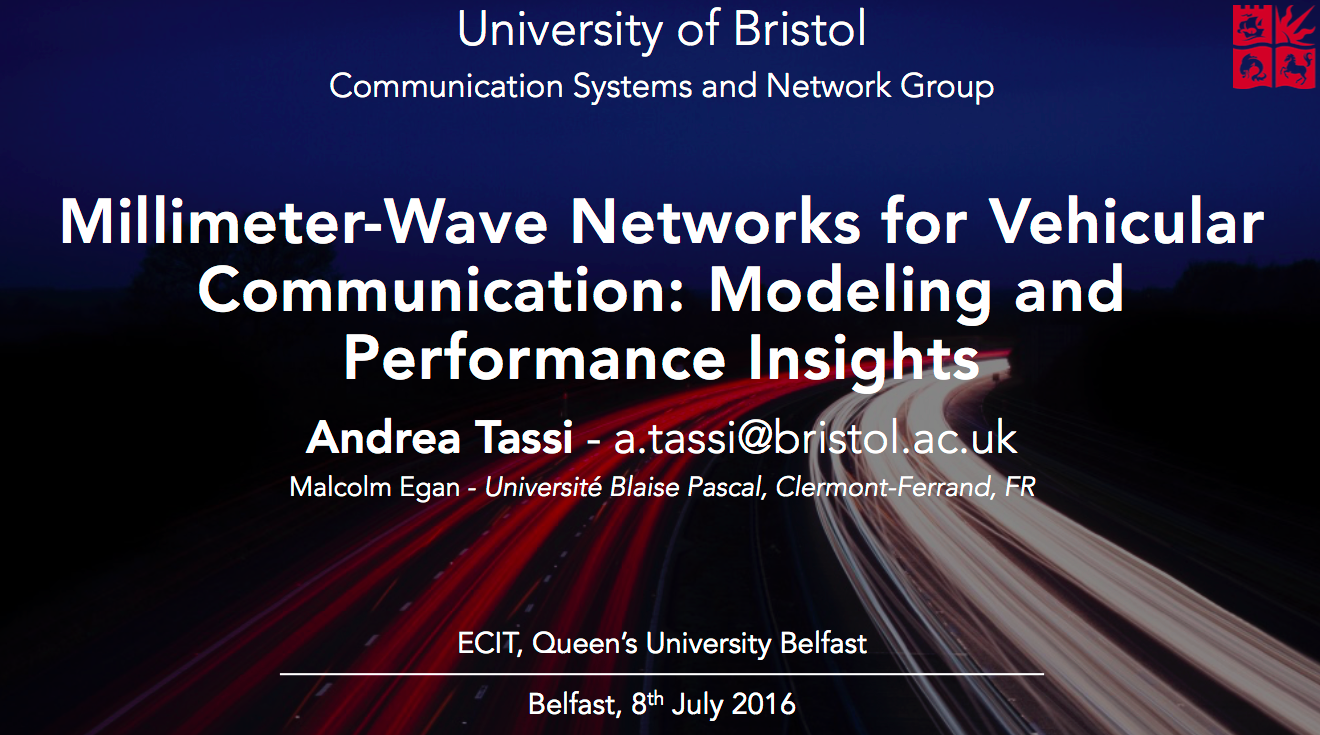 University of Bristol
Communication Systems and Network Group
Millimeter-Wave Networks for Vehicular
Communication: Modeling and
Performance Insights
Andrea Tassi - a.tassi@bristol.ac.uk
Malcolm Egan - Université Blaise Pascal, Clermont-Ferrand, FR
ECIT, Queen’s University Belfast
Belfast, 8th July 2016